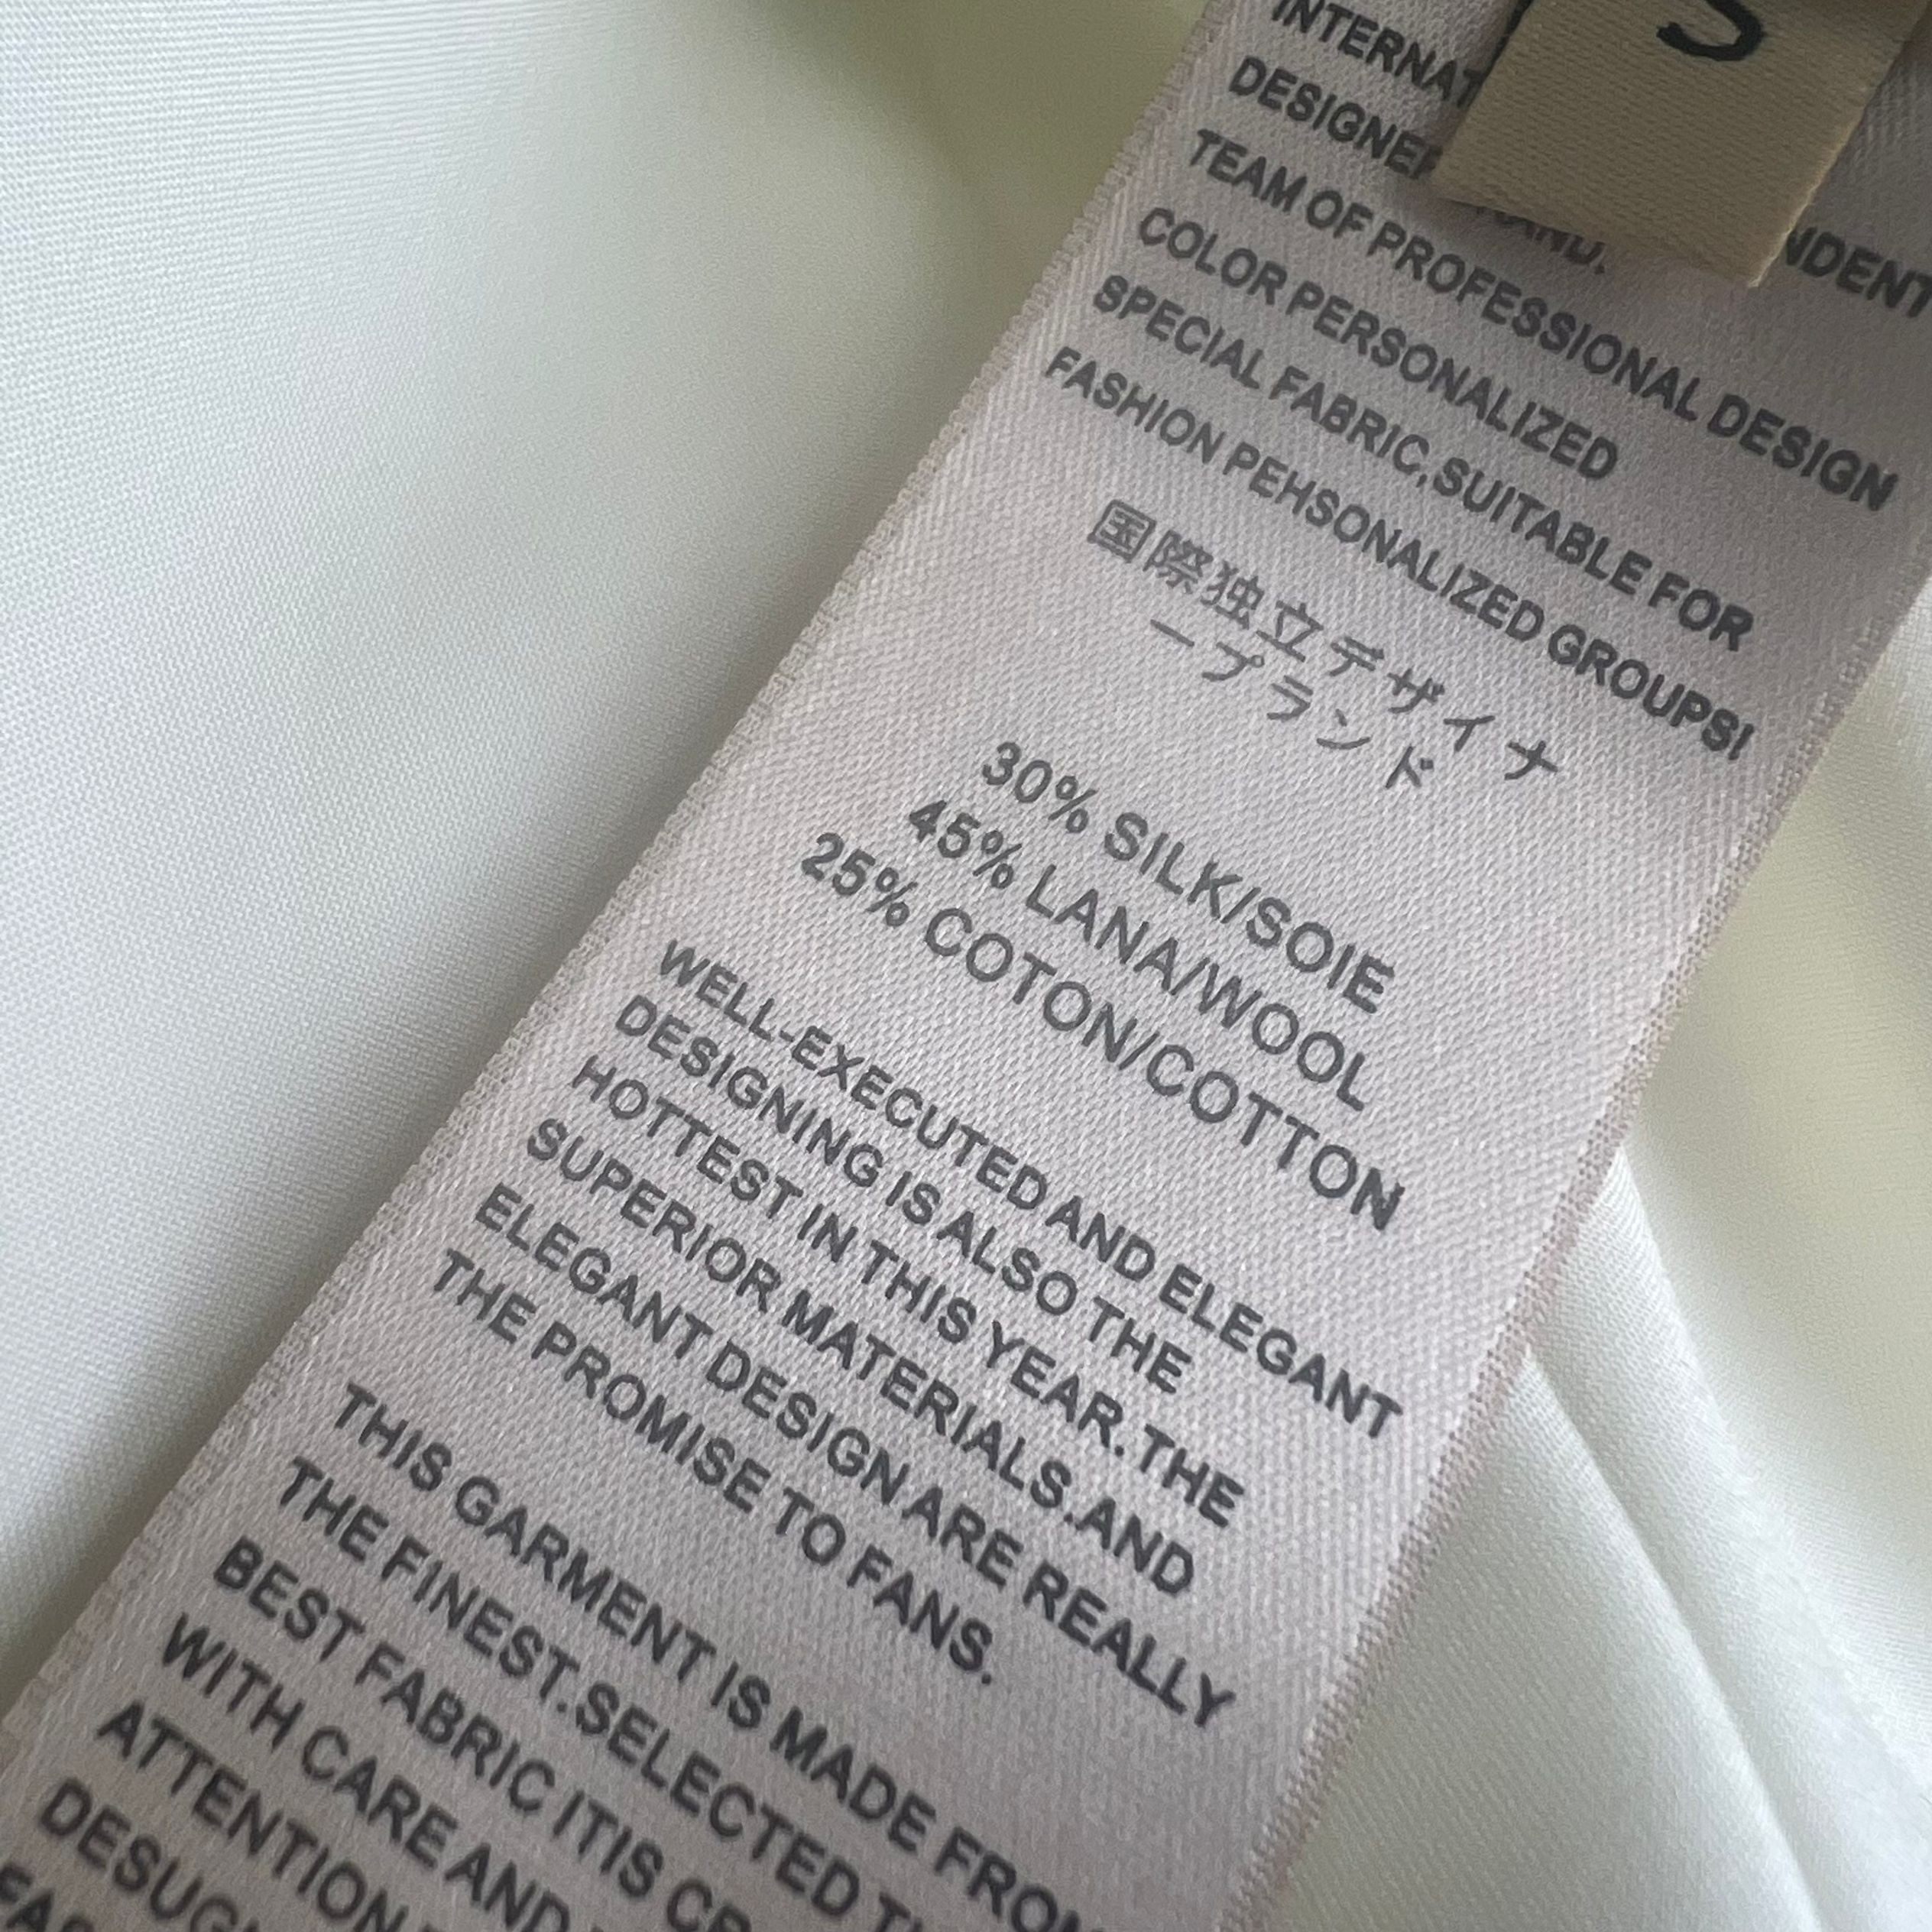 S
TEAM OF PROFESSIONAL DESIGN
COLOR PERSONALIZED
SPECIAL FABRIC,SUITABLE FOR
FASHION PEHSONALIZED GROUPS!
国際独立デザイナ
ープランド
30% SILK/SOIE
45% LANA/WOOL
25% COTON/COTTON
WELL-EXECUTED AND ELEGANT
DESIGNING IS ALSO THE
HOTTEST IN THIS YEAR.THE
SUPERIOR MATERIALS.AND
ELEGANT DESIGN ARE REALLY
THE PROMISE TO FANS.
THIS GARMENT IS MADE FROM
THE FINEST.SELECTED
BEST FABRIC ITIS
WITH CARE AND
ATTENTION